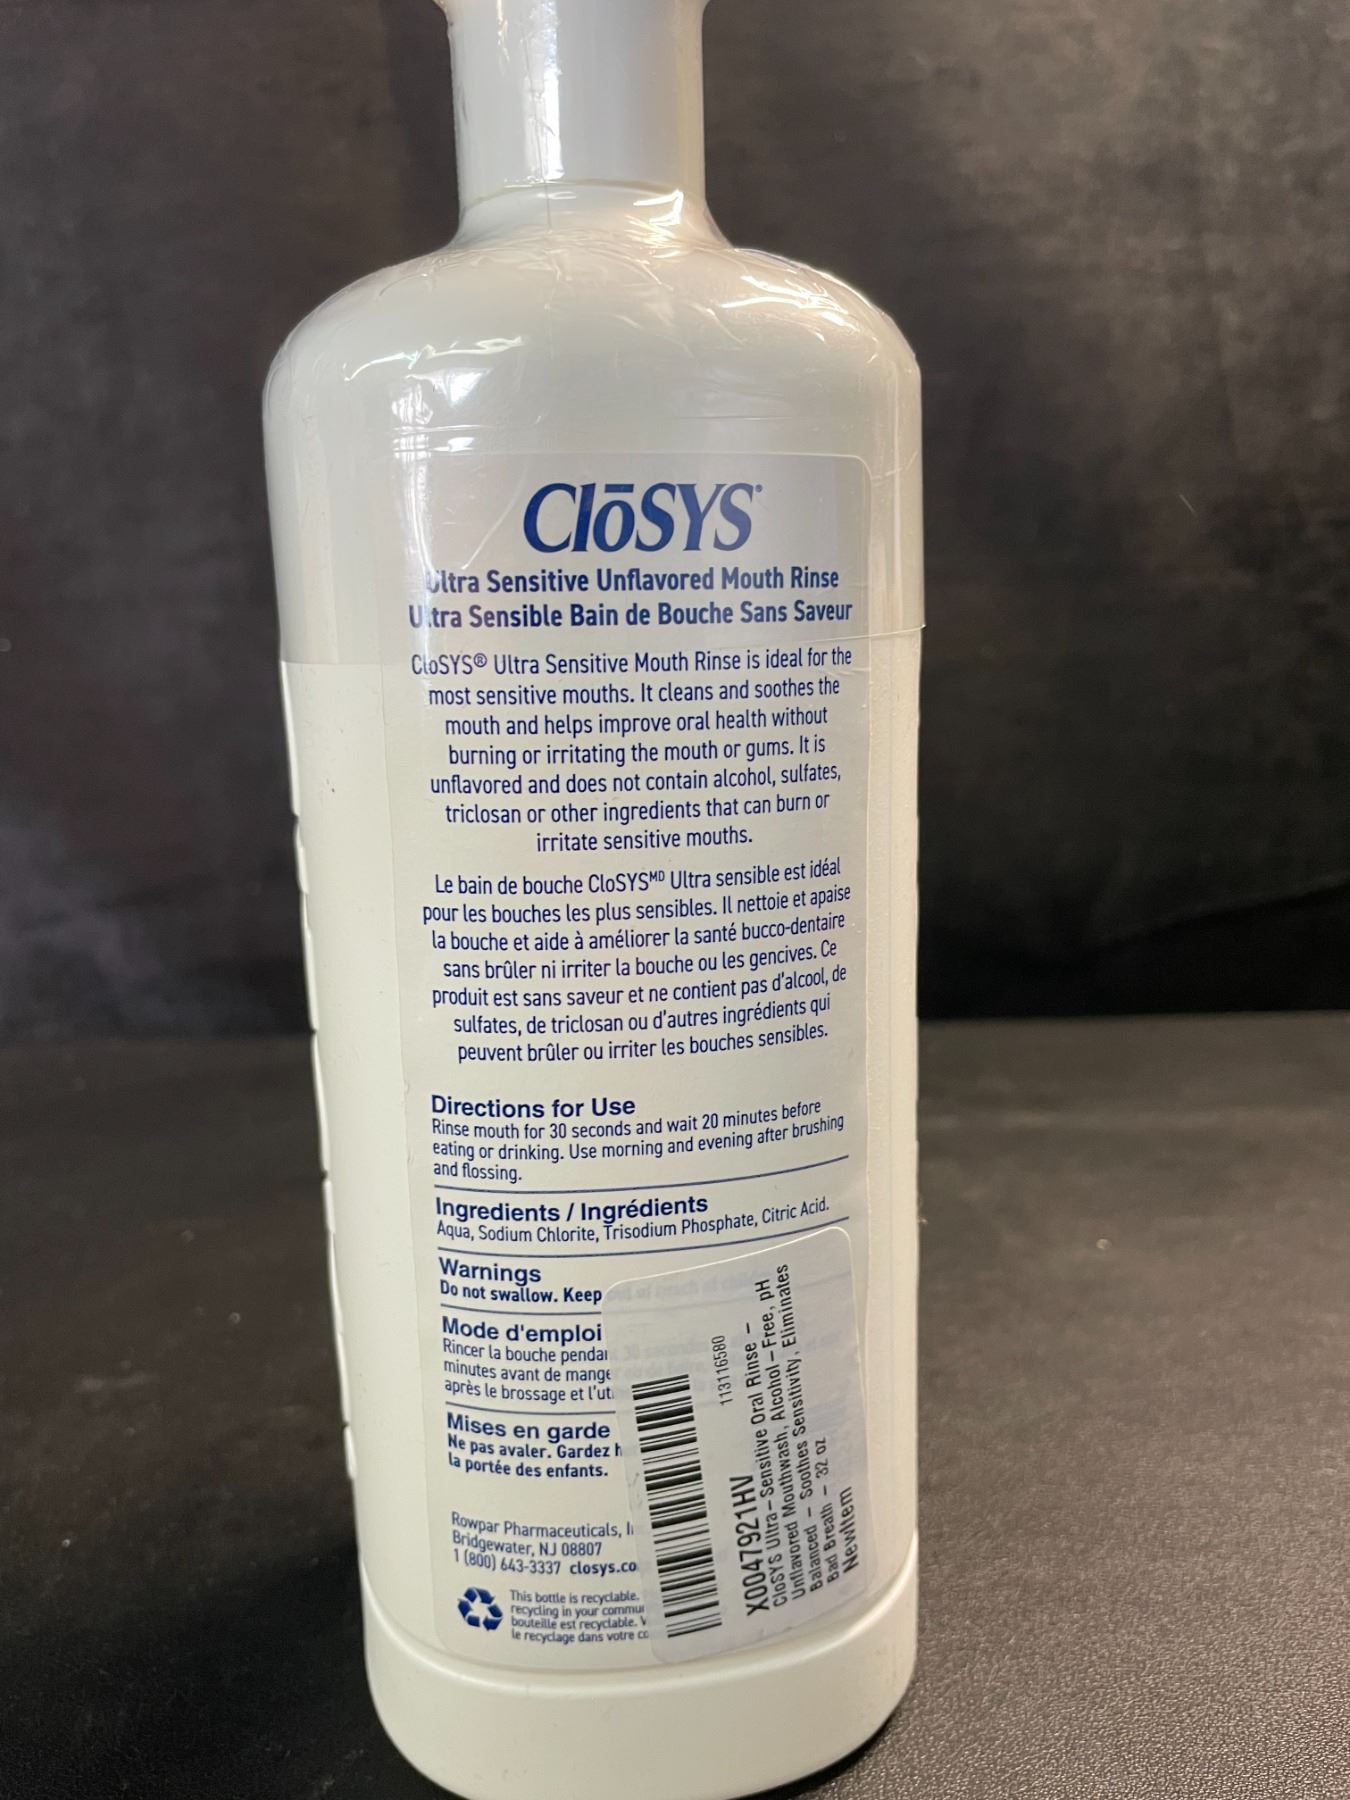 ClōSYS®
Ultra Sensitive Unflavored Mouth Rinse
Ultra Sensible Bain de Bouche Sans Saveur
CloSYS® Ultra Sensitive Mouth Rinse is ideal for the
most sensitive mouths. It cleans and soothes the
mouth and helps improve oral health without
burning or irritating the mouth or gums. It is
unflavored and does not contain alcohol, sulfates,
triclosan or other ingredients that can burn or
irritate sensitive mouths.
Le bain de bouche CloSYSᴹᴰ Ultra sensible est idéal
pour les bouches les plus sensibles. Il nettoie et apaise
la bouche et aide à améliorer la santé bucco-dentaire
sans brûler ni irriter la bouche ou les gencives. Ce
produit est sans saveur et ne contient pas d'alcool, de
sulfates, de triclosan ou d'autres ingrédients qui
peuvent brûler ou irriter les bouches sensibles.
Directions for Use
Rinse mouth for 30 seconds and wait 20 minutes before
eating or drinking. Use morning and evening after brushing
and flossing.
Ingredients / Ingrédients
Aqua, Sodium Chlorite, Trisodium Phosphate, Citric Acid.
Warnings
Do not swallow. Keep out of reach of
Mode d'emploi
Rincer la bouche penda
minutes avant de mange
après le brossage et l'ut
Mises en garde
Ne pas avaler. Gardez h
la portée des enfants.
Rowpar Pharmaceuticals, I
Bridgewater, NJ 08807
1 (800) 643-3337 closys.co
This bottle is recyclable.
recycling in your commu
bouteille est recyclable. V
le recyclage dans votre co
113116580
X0047921HV
CloSYS Ultra-Sensitive Oral Rinse -
Unflavored Mouthwash, Alcohol-Free, pH
Balanced - Soothes Sensitivity, Eliminates
Bad Breath - 32 oz
NewItem